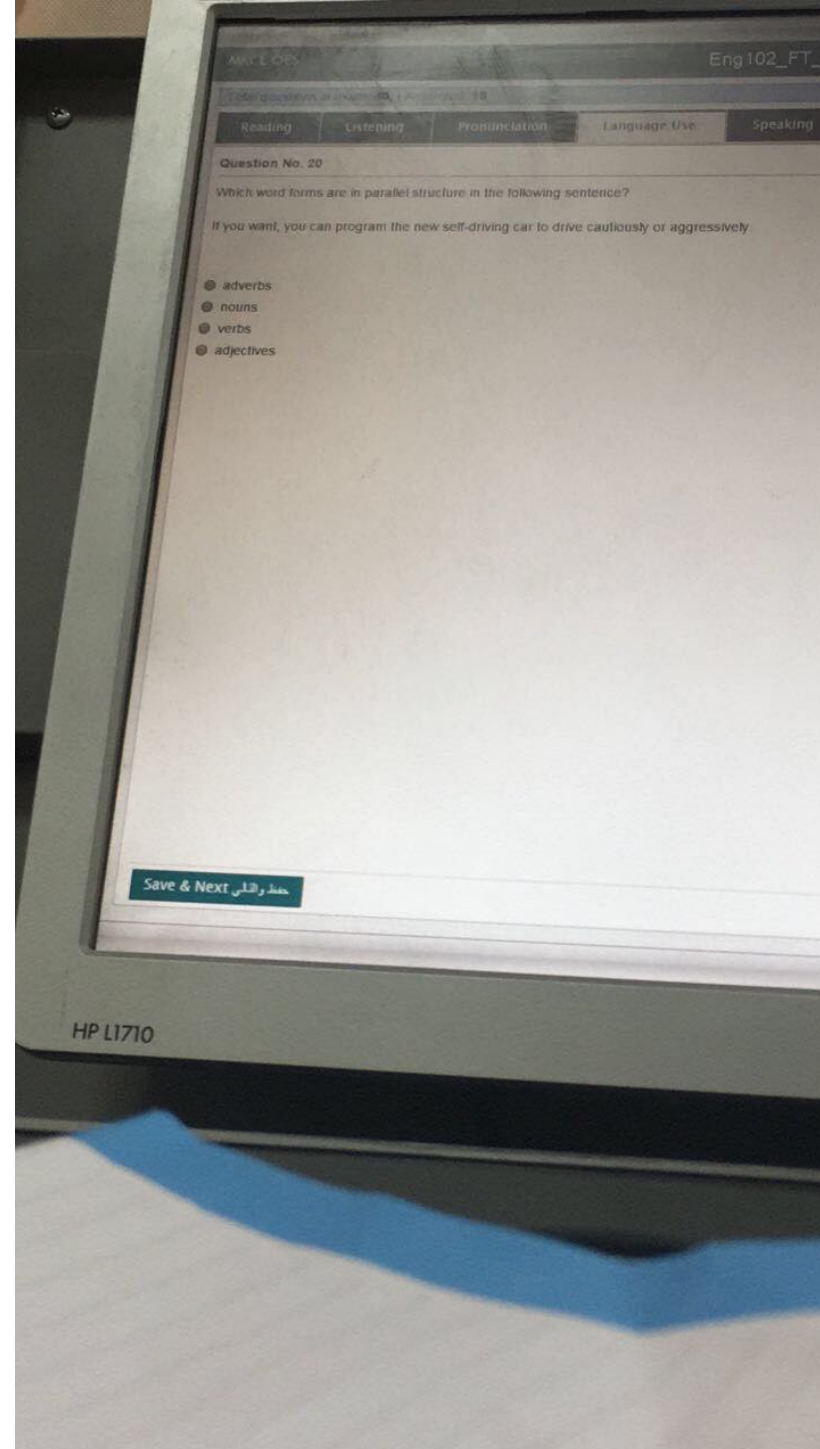 Eng102_FT_
Reading Listening Pronunciation Language Use Speaking
Question No. 20
Which word forms are in parallel structure in the following sentence?
If you want, you can program the new self-driving car to drive cautiously or aggressively.
adverbs
nouns
verbs
adjectives
Save & Next حفظ والتالي
HP L1710